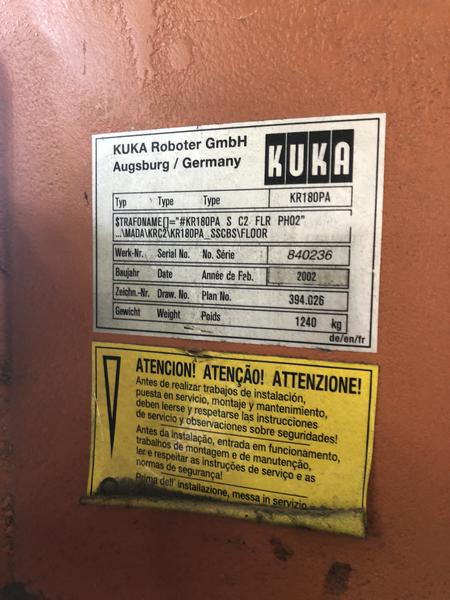 KUKA Roboter GmbH
Augsburg / Germany
KUKA
Typ Type Type KR180PA
$TRAFONAME[]="#KR180PA_S C2 FLR PH02"
...\MADA\KRC2\KR180PA_SSCBS\FLOOR
Werk-Nr. Serial No. No. Série 840236
Baujahr Date Année de Fab. 2002
Zeichn.-Nr. Draw. No. Plan No. 394.026
Gewicht Weight Poids 1240 kg
de/en/fr
ATENCION! ATENÇÃO! ATTENZIONE!
Antes de realizar trabajos de instalación,
puesta en servicio, montaje y mantenimiento,
deben leerse y respetarse las instrucciones
de servicio y observaciones sobre seguridades!
Antes da instalação, entrada em funcionamento,
trabalhos de montagem e de manutenção,
ler e respeitar as instruções de serviço e as
normas de segurança!
Prima dell' installazione, messa in servizio